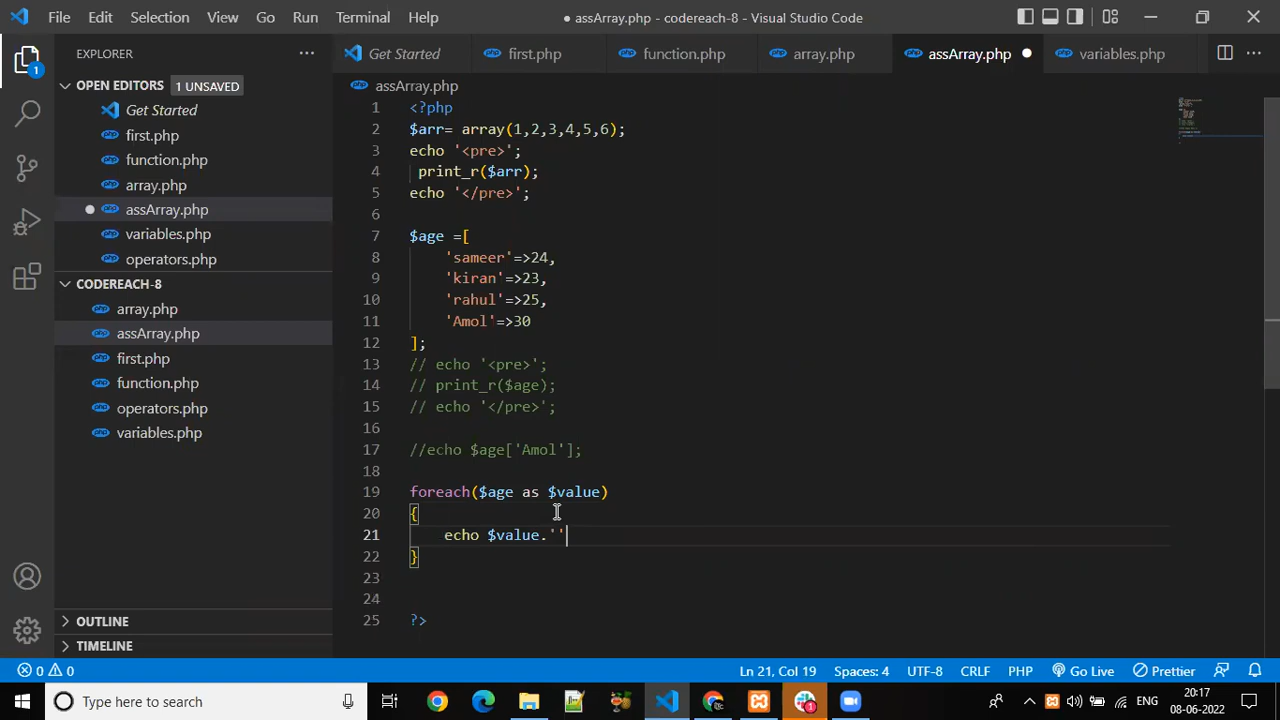 File Edit Selection View Go Run Terminal Help
● assArray.php - codereach-8 - Visual Studio Code
EXPLORER ···
Get Started first.php function.php array.php assArray.php variables.php
OPEN EDITORS 1 UNSAVED
Get Started
first.php
function.php
array.php
assArray.php
variables.php
operators.php
CODEREACH-8
array.php
assArray.php
first.php
function.php
operators.php
variables.php
OUTLINE
TIMELINE
1
assArray.php
1 <?php
2 $arr= array(1,2,3,4,5,6);
3 echo '<pre>';
4  print_r($arr);
5 echo '</pre>';
6
7 $age =[
8     'sameer'=>24,
9     'kiran'=>23,
10     'rahul'=>25,
11     'Amol'=>30
12 ];
13 // echo '<pre>';
14 // print_r($age);
15 // echo '</pre>';
16
17 //echo $age['Amol'];
18
19 foreach($age as $value)
20 {
21     echo $value.''
22 }
23
24
25 ?>
0 0 Ln 21, Col 19 Spaces: 4 UTF-8 CRLF PHP Go Live Prettier
Type here to search
1
ENG
20:17
08-06-2022